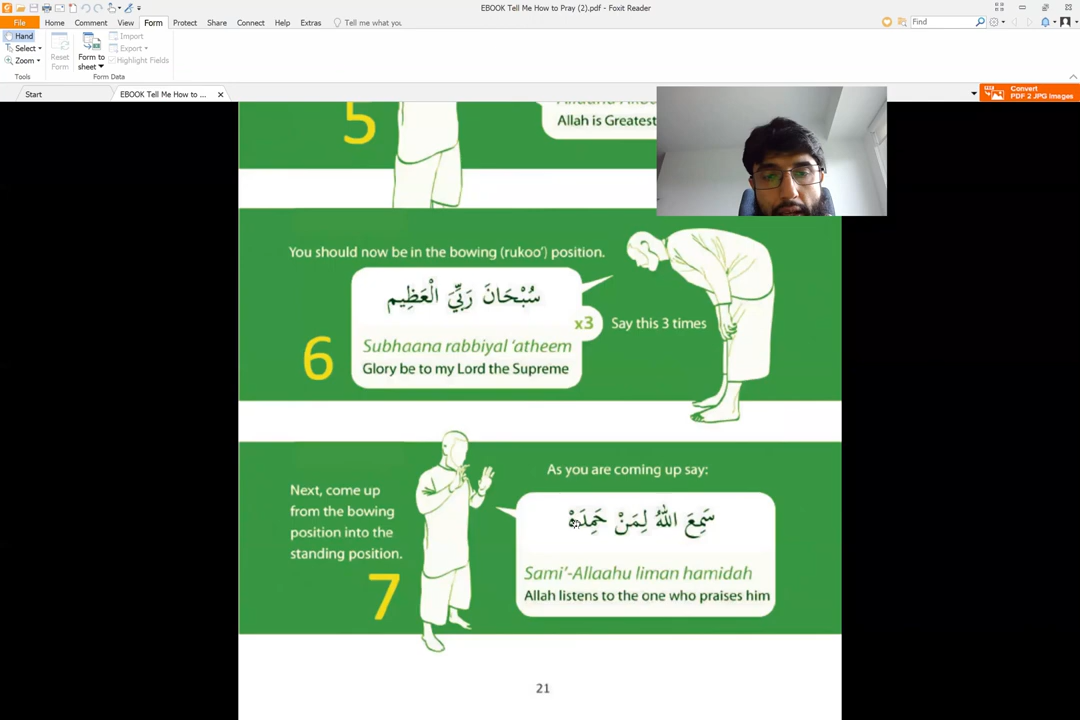 EBOOK Tell Me How to Pray (2).pdf - Foxit Reader
File Home Comment View Form Protect Share Connect Help Extras Tell me what you
Find
Hand
Select
Zoom
Tools
Reset Form
Form to sheet
Import
Export
Highlight Fields
Form Data
Start
EBOOK Tell Me How to ...
Convert
PDF 2 JPG Images
5
Allah is Greatest
You should now be in the bowing (rukoo’) position.
سُبْحَانَ رَبِّيَ الْعَظِيم
x3
Say this 3 times
Subhaana rabbiyal ‘atheem
Glory be to my Lord the Supreme
6
As you are coming up say:
Next, come up
from the bowing
position into the
standing position.
7
سَمِعَ اللهُ لِمَنْ حَمِدَهْ
Sami’-Allaahu liman hamidah
Allah listens to the one who praises him
21